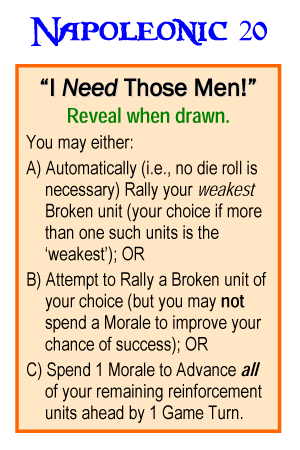 Napoleonic 20
“I Need Those Men!”
Reveal when drawn.
You may either:
A) Automatically (i.e., no die roll is
necessary) Rally your weakest
Broken unit (your choice if more
than one such units is the
‘weakest’); OR
B) Attempt to Rally a Broken unit of
your choice (but you may not
spend a Morale to improve your
chance of success); OR
C) Spend 1 Morale to Advance all
of your remaining reinforcement
units ahead by 1 Game Turn.